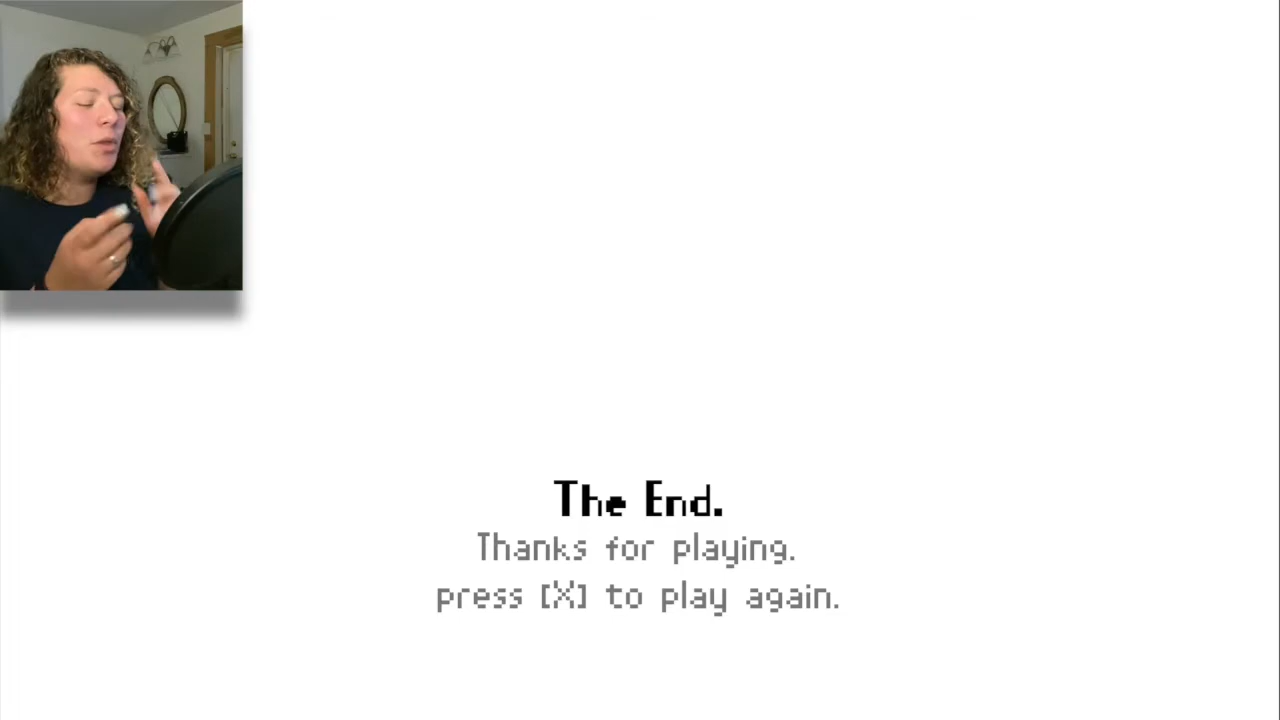 The End.
Thanks for playing.
press [X] to play again.